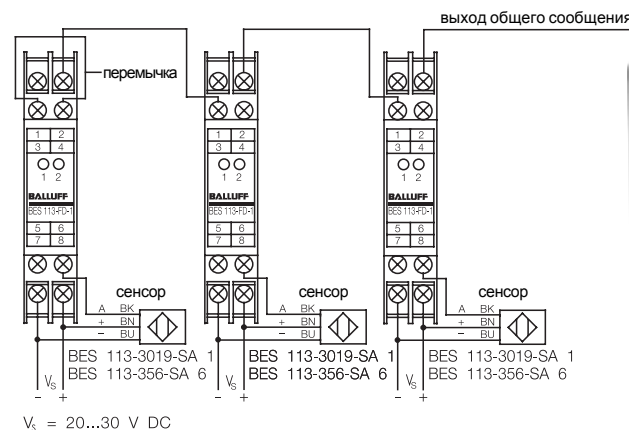 выход общего сообщения
перемычка
1 2
3 4
1 2
BALLUFF
BES 113-FD-1
5 6
7 8
1 2
3 4
1 2
BALLUFF
BES 113-FD-1
5 6
7 8
1 2
3 4
1 2
BALLUFF
BES 113-FD-1
5 6
7 8
сенсор
A BK
+ BN
- BU
BES 113-3019-SA 1
BES 113-356-SA 6
Vs
- +
сенсор
A BK
+ BN
- BU
BES 113-3019-SA 1
BES 113-356-SA 6
Vs
- +
сенсор
A BK
+ BN
- BU
BES 113-3019-SA 1
BES 113-356-SA 6
Vs
- +
Vs = 20...30 V DC